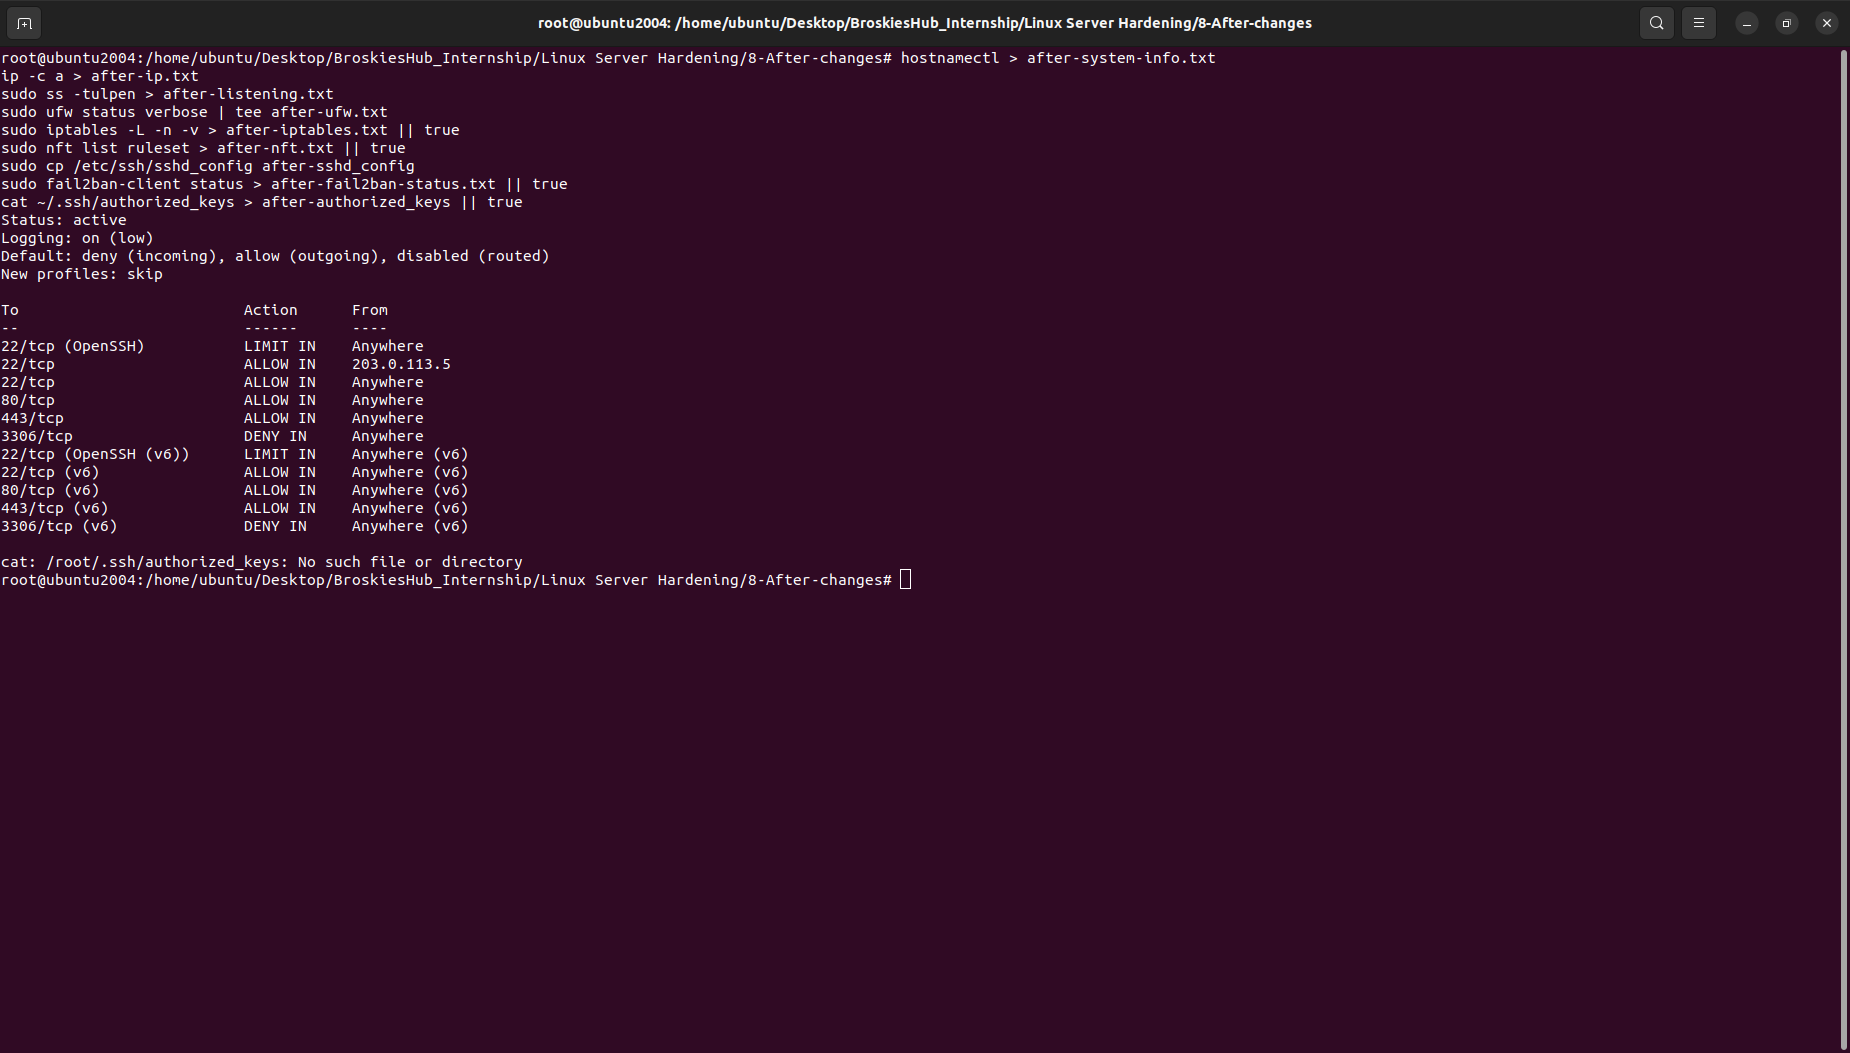 root@ubuntu2004: /home/ubuntu/Desktop/BroskiesHub_Internship/Linux Server Hardening/8-After-changes
root@ubuntu2004:/home/ubuntu/Desktop/BroskiesHub_Internship/Linux Server Hardening/8-After-changes# hostnamectl > after-system-info.txt
ip -c a > after-ip.txt
sudo ss -tulpen > after-listening.txt
sudo ufw status verbose | tee after-ufw.txt
sudo iptables -L -n -v > after-iptables.txt || true
sudo nft list ruleset > after-nft.txt || true
sudo cp /etc/ssh/sshd_config after-sshd_config
sudo fail2ban-client status > after-fail2ban-status.txt || true
cat ~/.ssh/authorized_keys > after-authorized_keys || true
Status: active
Logging: on (low)
Default: deny (incoming), allow (outgoing), disabled (routed)
New profiles: skip
To                         Action      From
--                         ------      ----
22/tcp (OpenSSH)           LIMIT IN    Anywhere
22/tcp                     ALLOW IN    203.0.113.5
22/tcp                     ALLOW IN    Anywhere
80/tcp                     ALLOW IN    Anywhere
443/tcp                    ALLOW IN    Anywhere
3306/tcp                   DENY IN     Anywhere
22/tcp (OpenSSH (v6))      LIMIT IN    Anywhere (v6)
22/tcp (v6)                ALLOW IN    Anywhere (v6)
80/tcp (v6)                ALLOW IN    Anywhere (v6)
443/tcp (v6)               ALLOW IN    Anywhere (v6)
3306/tcp (v6)              DENY IN     Anywhere (v6)
cat: /root/.ssh/authorized_keys: No such file or directory
root@ubuntu2004:/home/ubuntu/Desktop/BroskiesHub_Internship/Linux Server Hardening/8-After-changes#